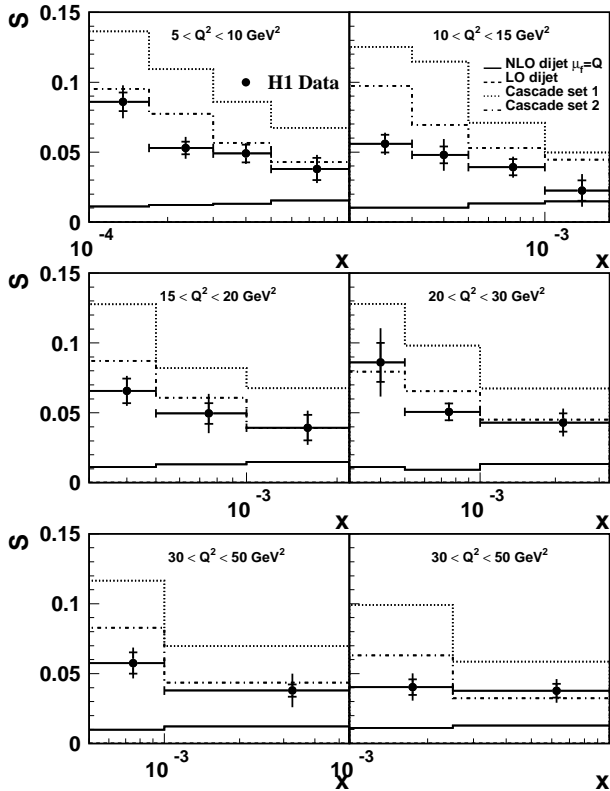 S
0.15
0.1
0.05
0
5 < Q² < 10 GeV²
H1 Data
10⁻⁴
x
10 < Q² < 15 GeV²
NLO dijet μf=Q
LO dijet
Cascade set 1
Cascade set 2
10⁻³
x
S
0.15
0.1
0.05
0
15 < Q² < 20 GeV²
10⁻³
x
20 < Q² < 30 GeV²
10⁻³
x
S
0.15
0.1
0.05
0
30 < Q² < 50 GeV²
10⁻³
x
30 < Q² < 50 GeV²
x